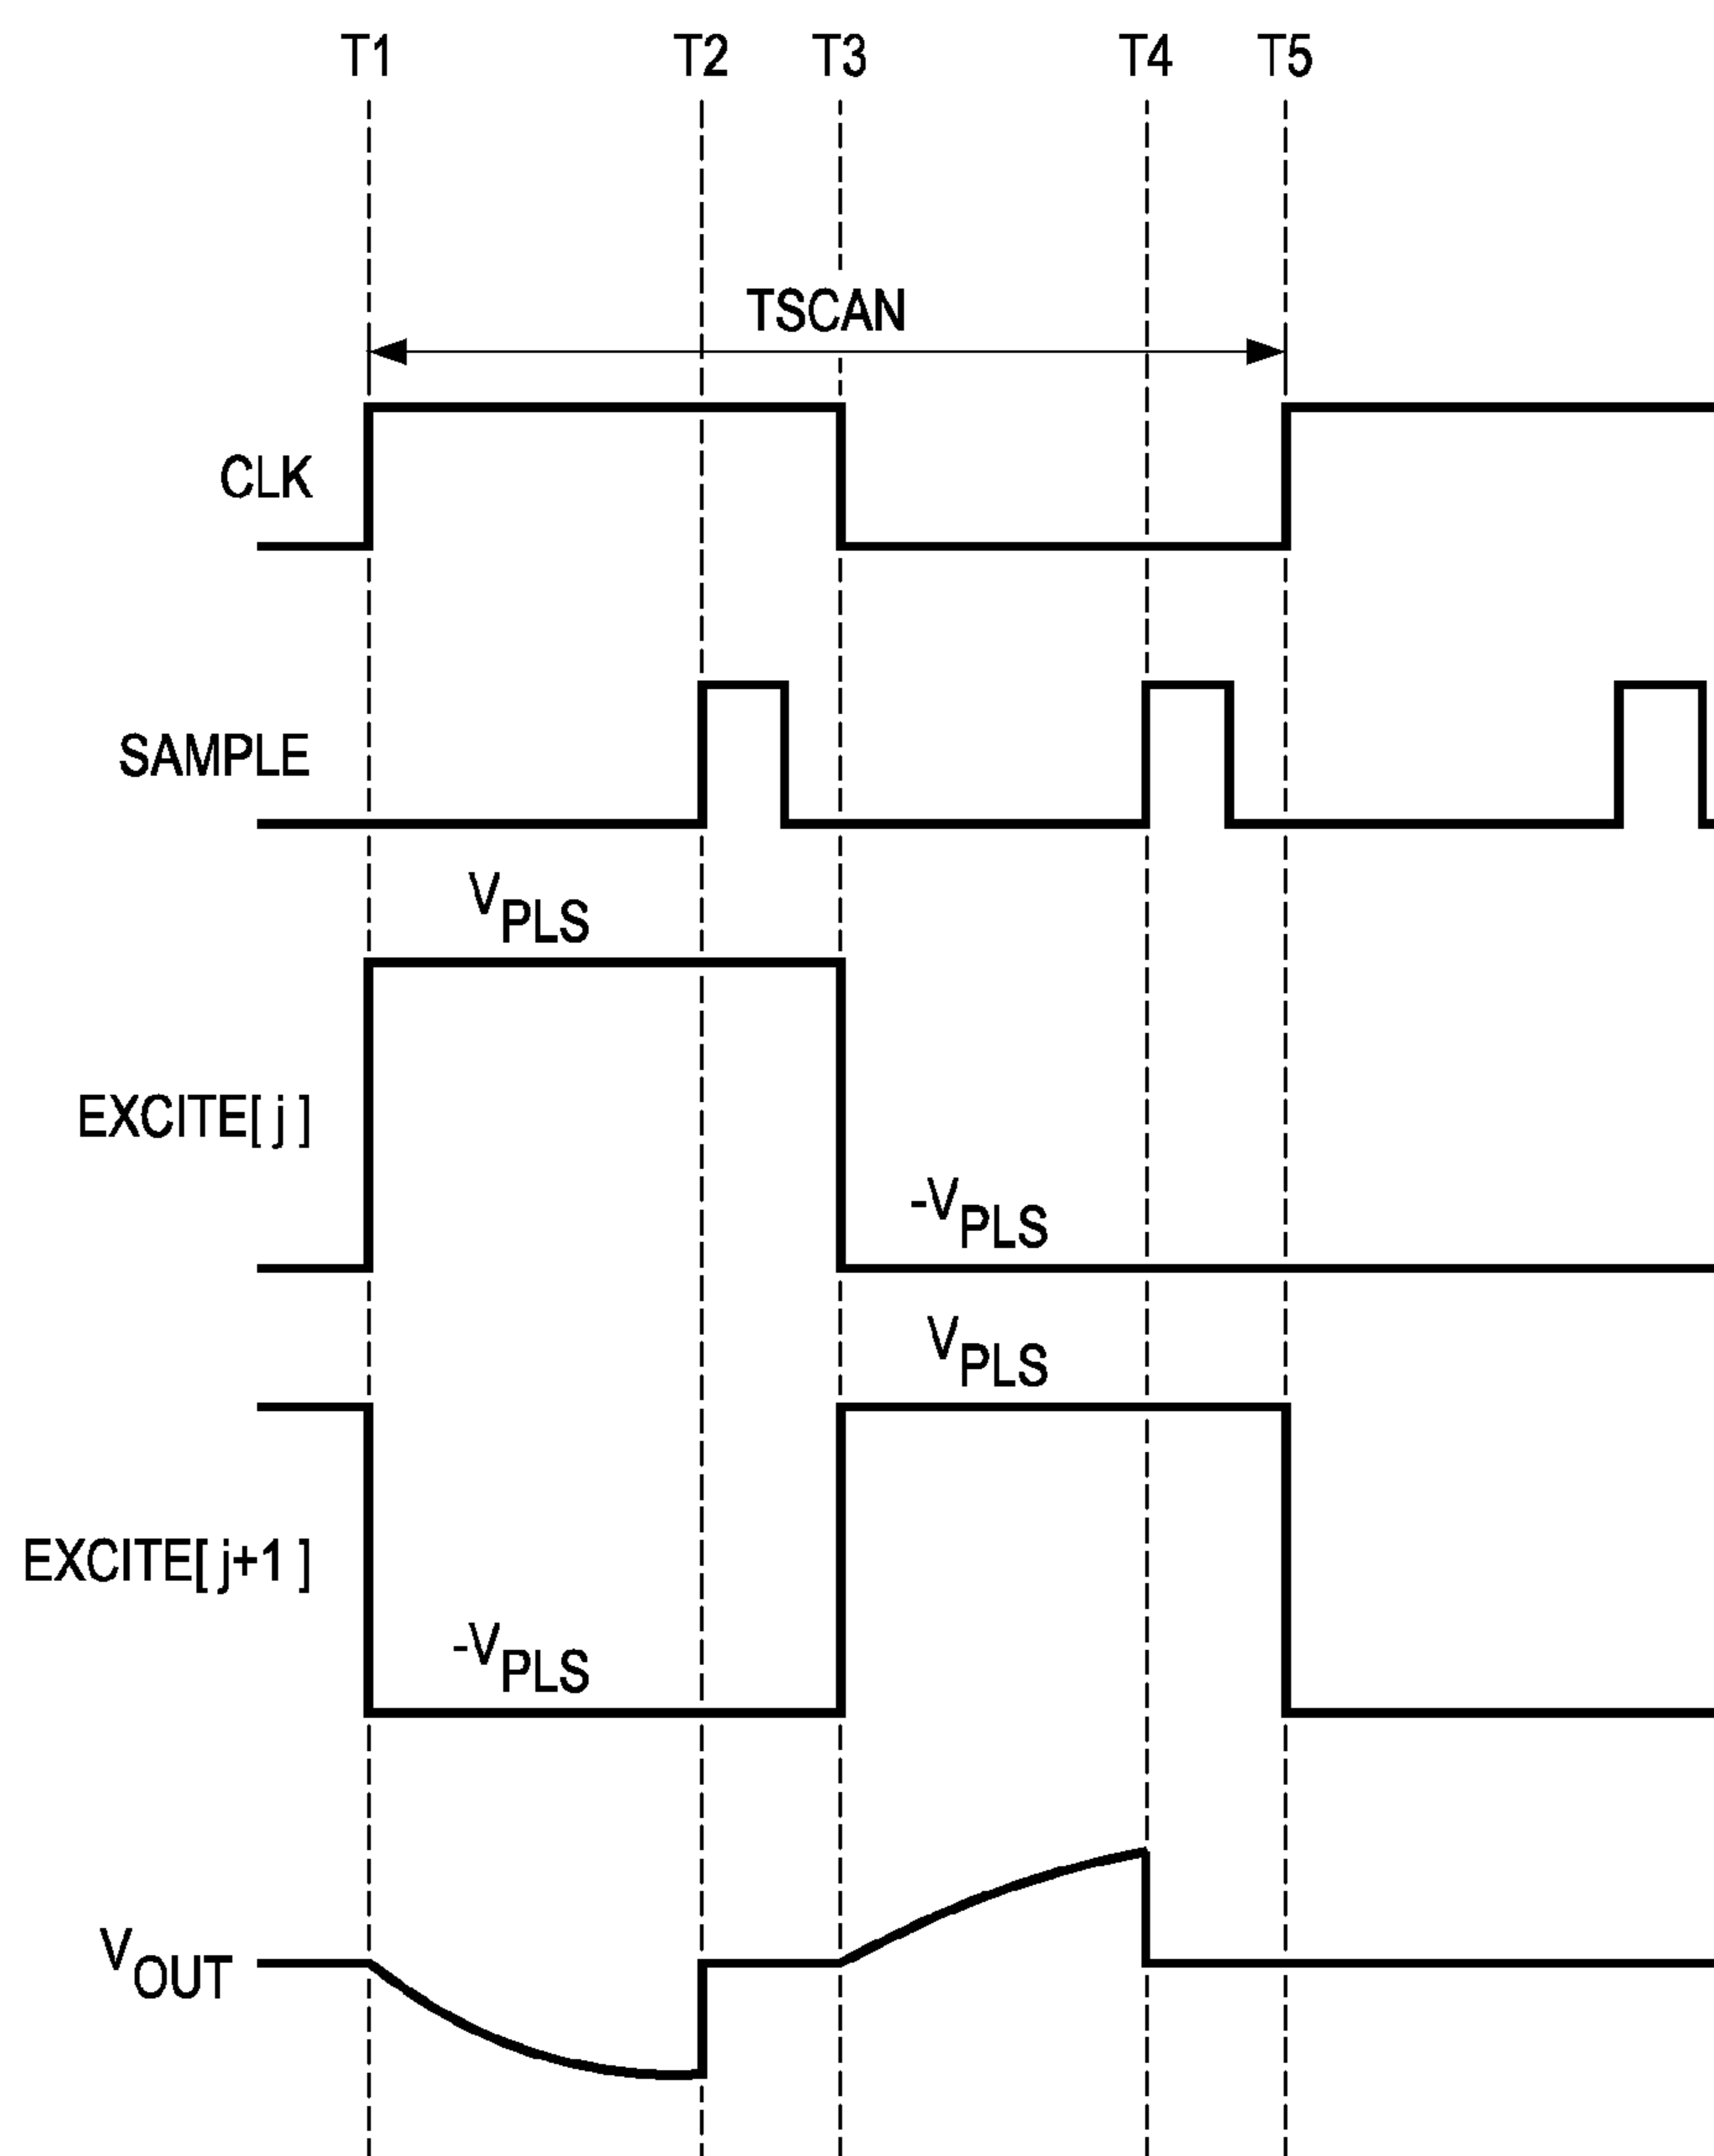 T1 T2 T3 T4 T5
TSCAN
CLK
SAMPLE
VPLS
EXCITE[ j ]
-VPLS
VPLS
EXCITE[ j+1 ]
-VPLS
VOUT